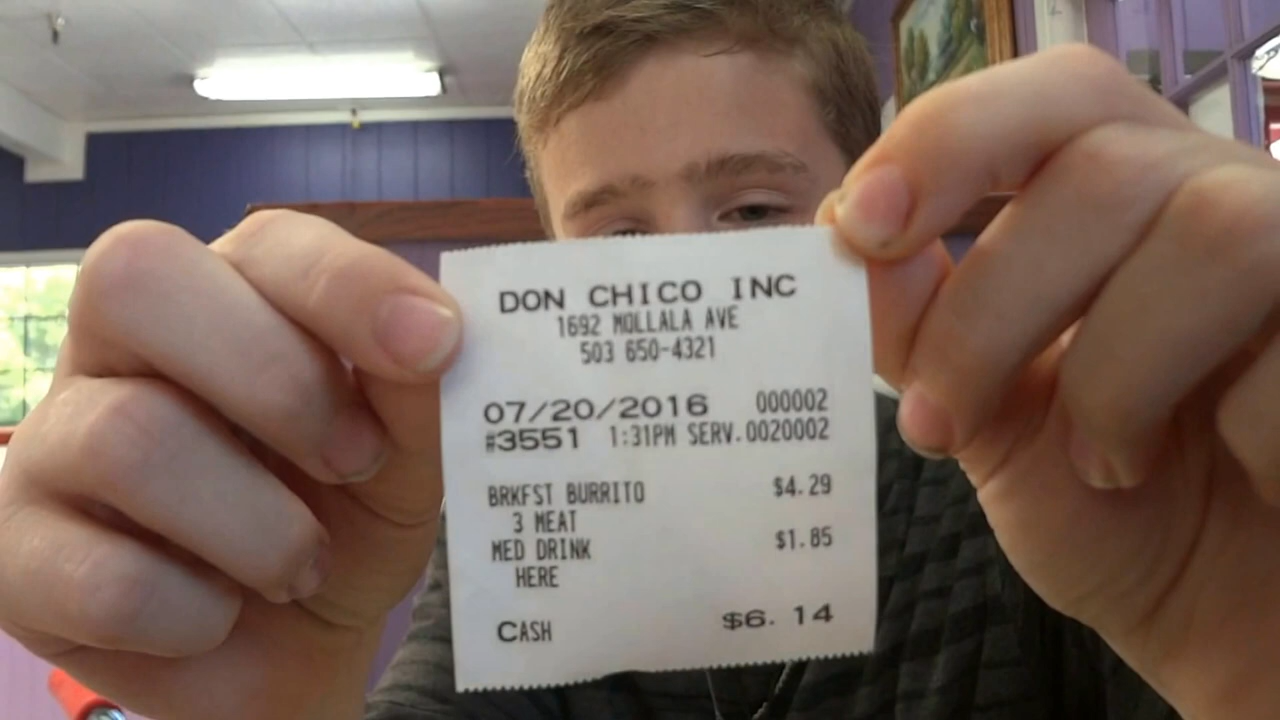 DON CHICO INC
1692 MOLLALA AVE
503 650-4321
07/20/2016 000002
#3551 1:31PM SERV.0020002
BRKFST BURRITO $4.29
3 MEAT
MED DRINK $1.85
HERE
CASH $6.14